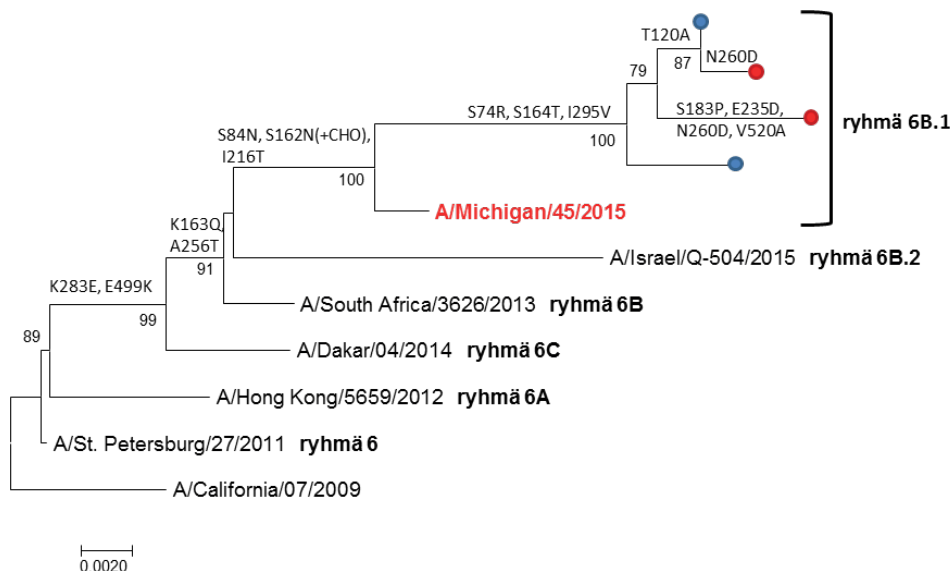 T120A
N260D
87
79
S183P, E235D,
N260D, V520A
ryhmä 6B.1
S74R, S164T, I295V
100
S84N, S162N(+CHO),
I216T
100
A/Michigan/45/2015
K163Q,
A256T
91
A/Israel/Q-504/2015 ryhmä 6B.2
K283E, E499K
99
A/South Africa/3626/2013 ryhmä 6B
89
A/Dakar/04/2014 ryhmä 6C
A/Hong Kong/5659/2012 ryhmä 6A
A/St. Petersburg/27/2011 ryhmä 6
A/California/07/2009
0.0020